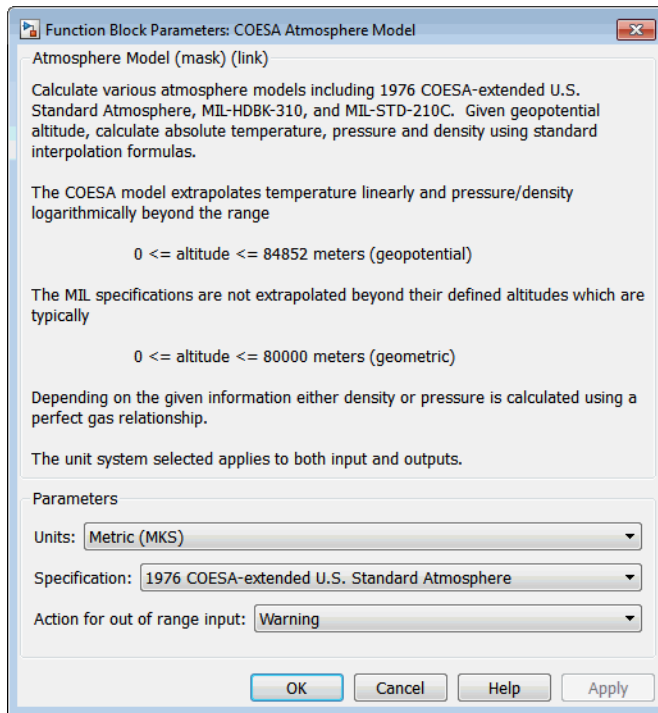 Function Block Parameters: COESA Atmosphere Model
Atmosphere Model (mask) (link)
Calculate various atmosphere models including 1976 COESA-extended U.S.
Standard Atmosphere, MIL-HDBK-310, and MIL-STD-210C.  Given geopotential
altitude, calculate absolute temperature, pressure and density using standard
interpolation formulas.
The COESA model extrapolates temperature linearly and pressure/density
logarithmically beyond the range
0 <= altitude <= 84852 meters (geopotential)
The MIL specifications are not extrapolated beyond their defined altitudes which are
typically
0 <= altitude <= 80000 meters (geometric)
Depending on the given information either density or pressure is calculated using a
perfect gas relationship.
The unit system selected applies to both input and outputs.
Parameters
Units: Metric (MKS)
Specification: 1976 COESA-extended U.S. Standard Atmosphere
Action for out of range input: Warning
OK Cancel Help Apply